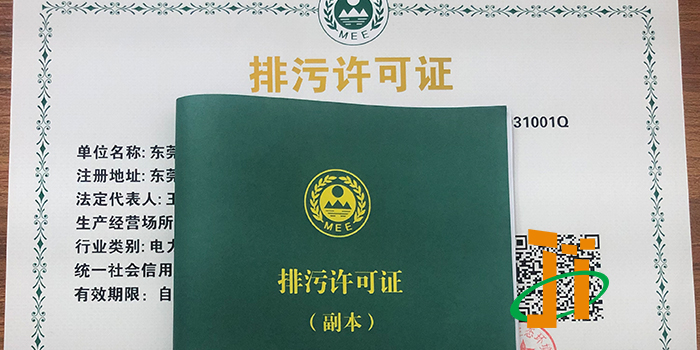 MEE
排污许可证
31001Q
单位名称: 东莞
注册地址: 东莞
法定代表人: 王
生产经营场所
行业类别: 电力
统一社会信用
有效期限: 自
MEE
排污许可证
(副本)